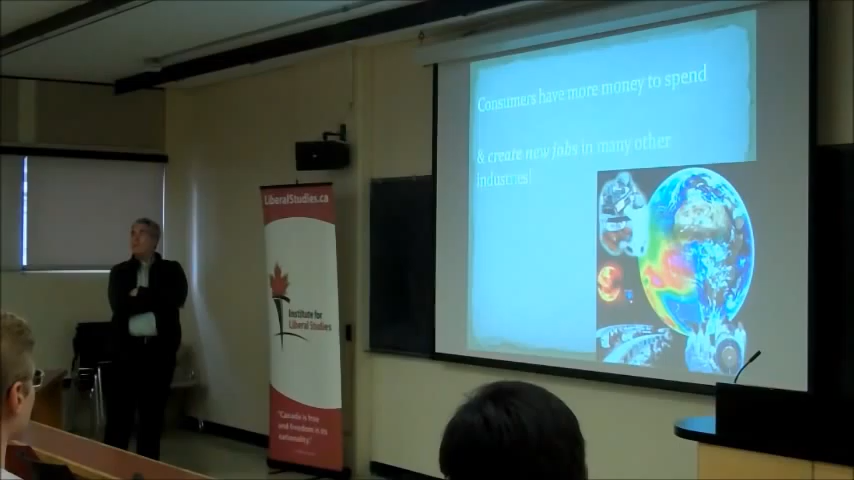 Consumers have more money to spend
& create new jobs in many other
industries!
LiberalStudies.ca
Institute for
Liberal Studies
"Canada is free
and freedom is its
nationality."